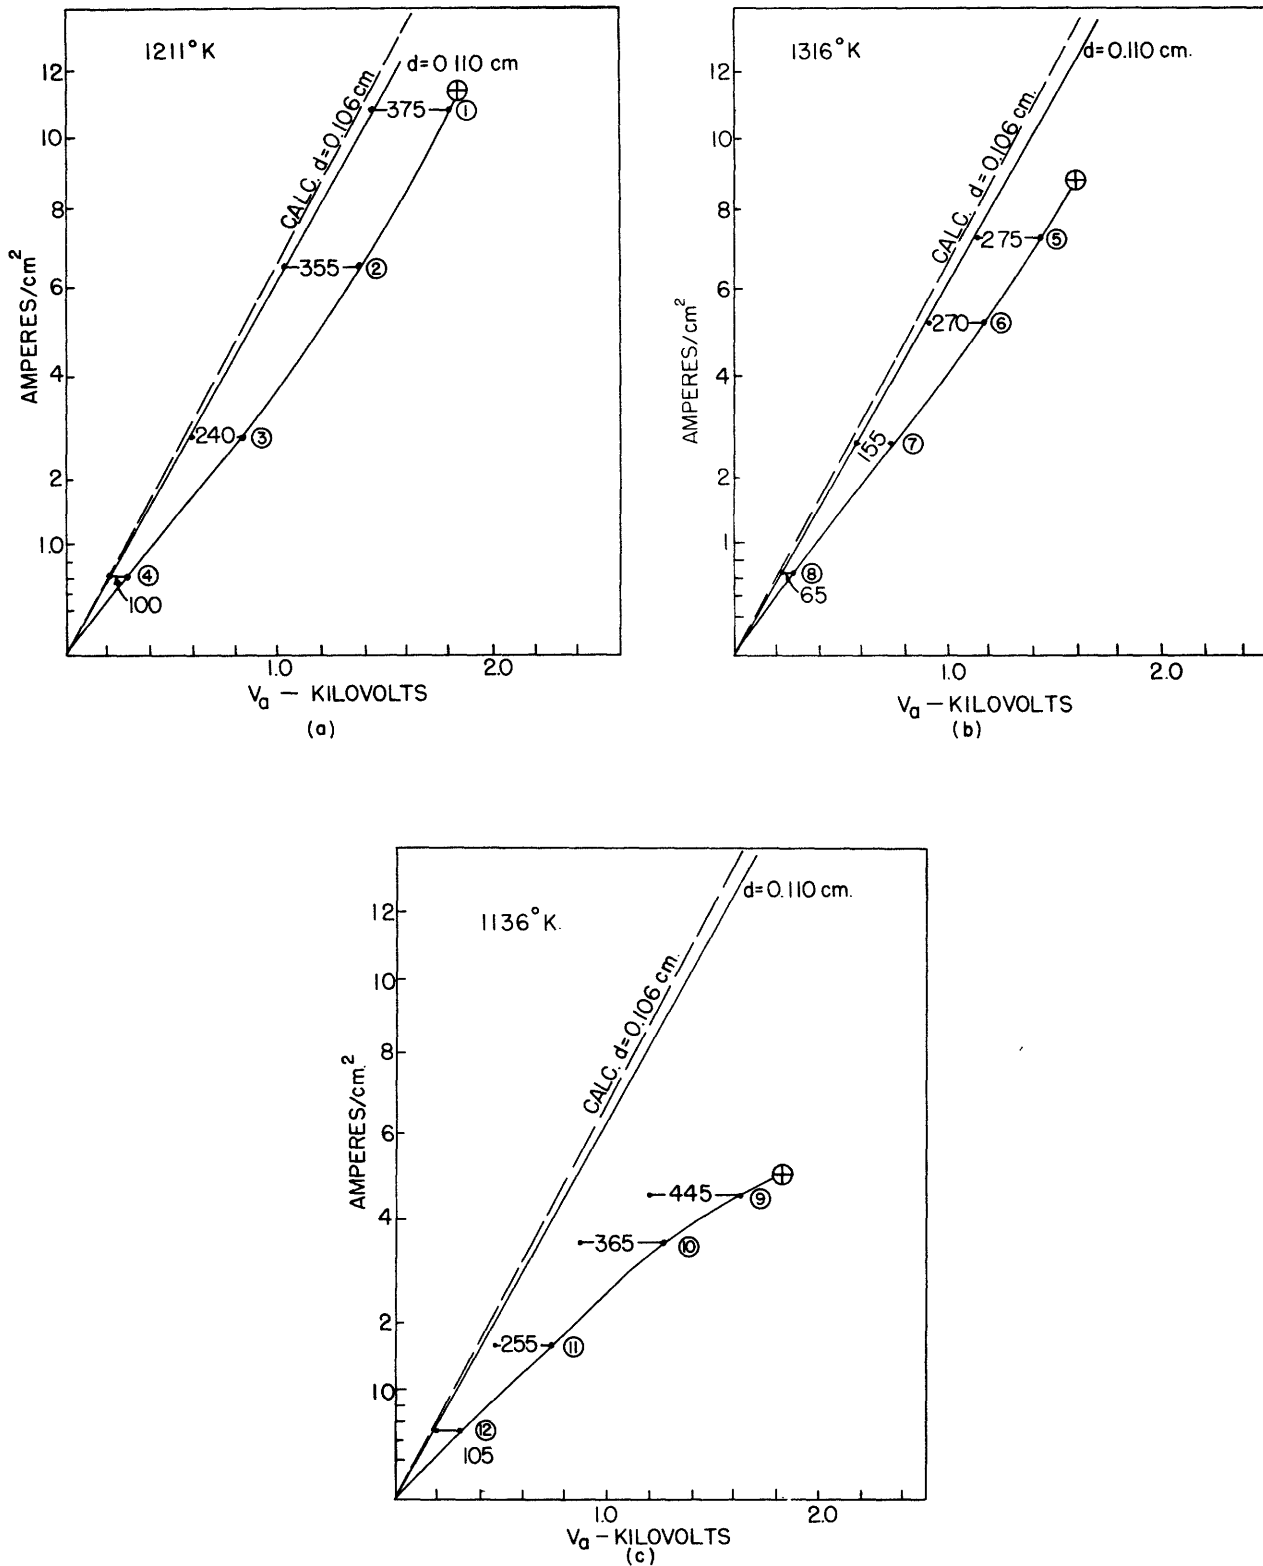 1211°K
d=0.110 cm
CALC. d=0.106 cm
AMPERES/cm²
12
10
8
6
4
2
1.0
375 ①
355 ②
240 ③
④
100
1.0 2.0
Va – KILOVOLTS
(a)
1316°K
d=0.110 cm.
CALC. d=0.106 cm.
AMPERES/cm²
12
10
8
6
4
2
1
275 ⑤
270 ⑥
155 ⑦
⑧
65
1.0 2.0
Va – KILOVOLTS
(b)
1136°K.
d=0.110 cm.
CALC. d=0.106 cm.
AMPERES/cm.²
12
10
8
6
4
2
10
445 ⑨
365 ⑩
255 ⑪
⑫
105
1.0 2.0
Va – KILOVOLTS
(c)